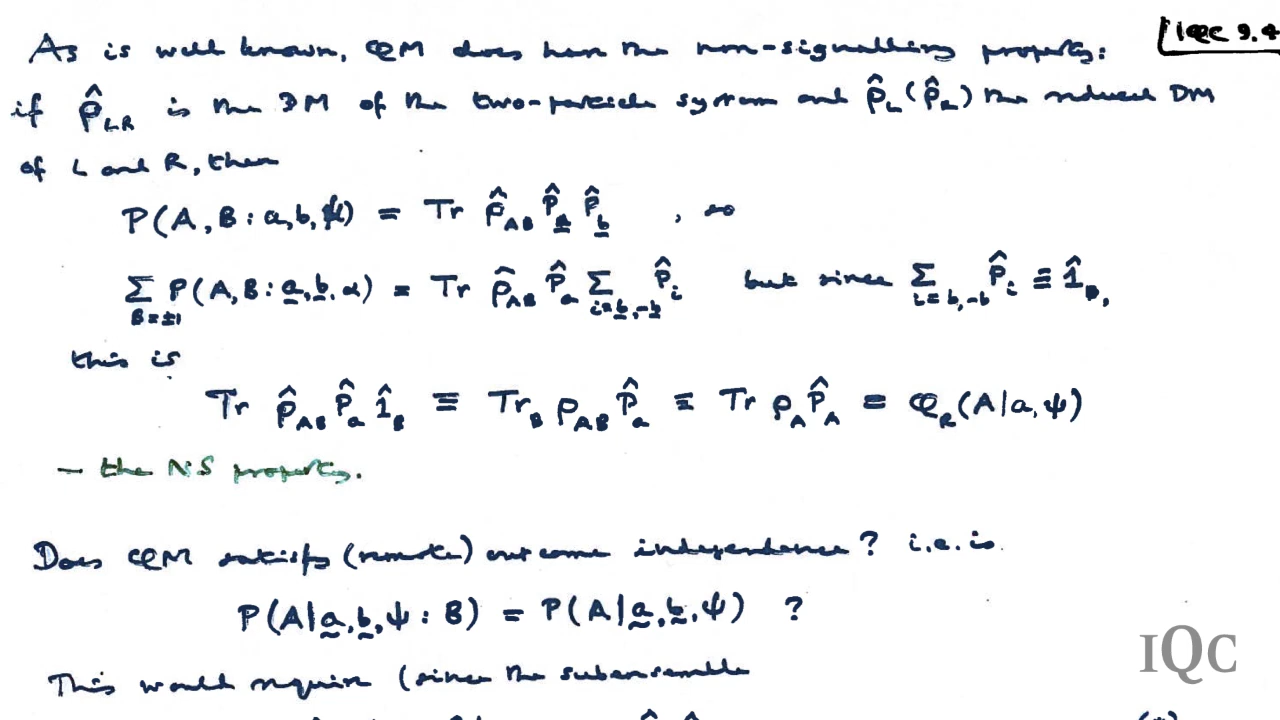 As is well known, QM does have the non-signalling property: [IQC 9.4
if ρ̂_LR is the DM of the two-particle system and ρ̂_L (ρ̂_R) the reduced DM
of L and R, then
P(A,B : a,b,ψ) = Tr ρ̂_AB P̂_a P̂_b , so
Σ_{B=±1} P(A,B : a,b,α) = Tr ρ̂_AB P̂_a Σ_{i=b,-b} P̂_i but since Σ_{i=b,-b} P̂_i ≡ 1̂_B,
this is
Tr ρ̂_AB P̂_a 1̂_B ≡ Tr_B ρ_AB P̂_a ≡ Tr ρ_A P̂_A = Q_R(A|a,ψ)
– the NS property.
Does QM satisfy (remote) outcome independence? i.e. is
P(A|a,b,ψ : B) = P(A|a,b,ψ) ?
This would require (since the subensemble
IQC